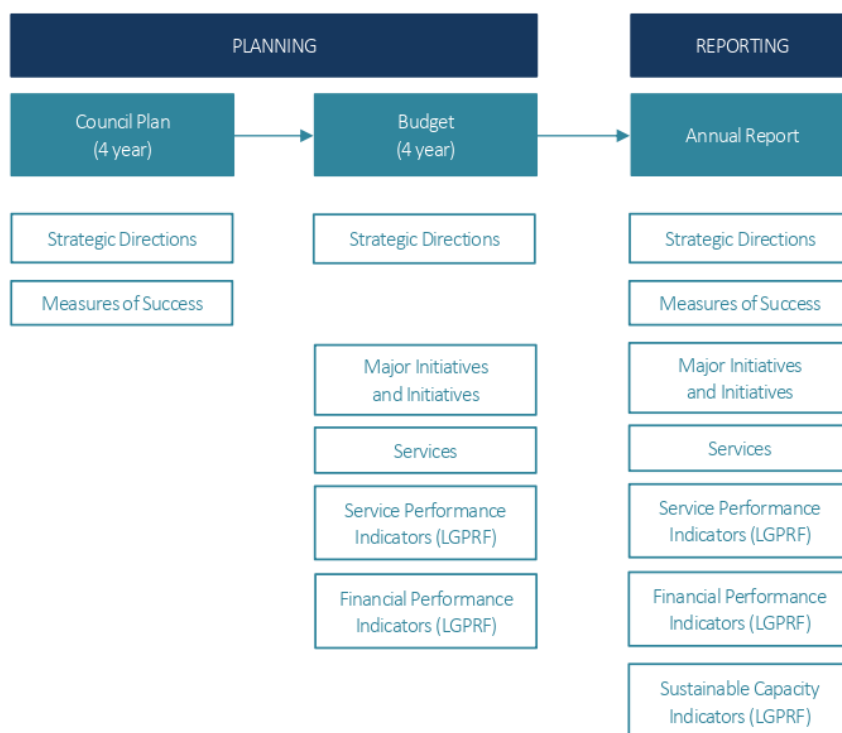 PLANNING
REPORTING
Council Plan
(4 year)
Budget
(4 year)
Annual Report
Strategic Directions
Strategic Directions
Strategic Directions
Measures of Success
Measures of Success
Major Initiatives
and Initiatives
Major Initiatives
and Initiatives
Services
Services
Service Performance
Indicators (LGPRF)
Service Performance
Indicators (LGPRF)
Financial Performance
Indicators (LGPRF)
Financial Performance
Indicators (LGPRF)
Sustainable Capacity
Indicators (LGPRF)